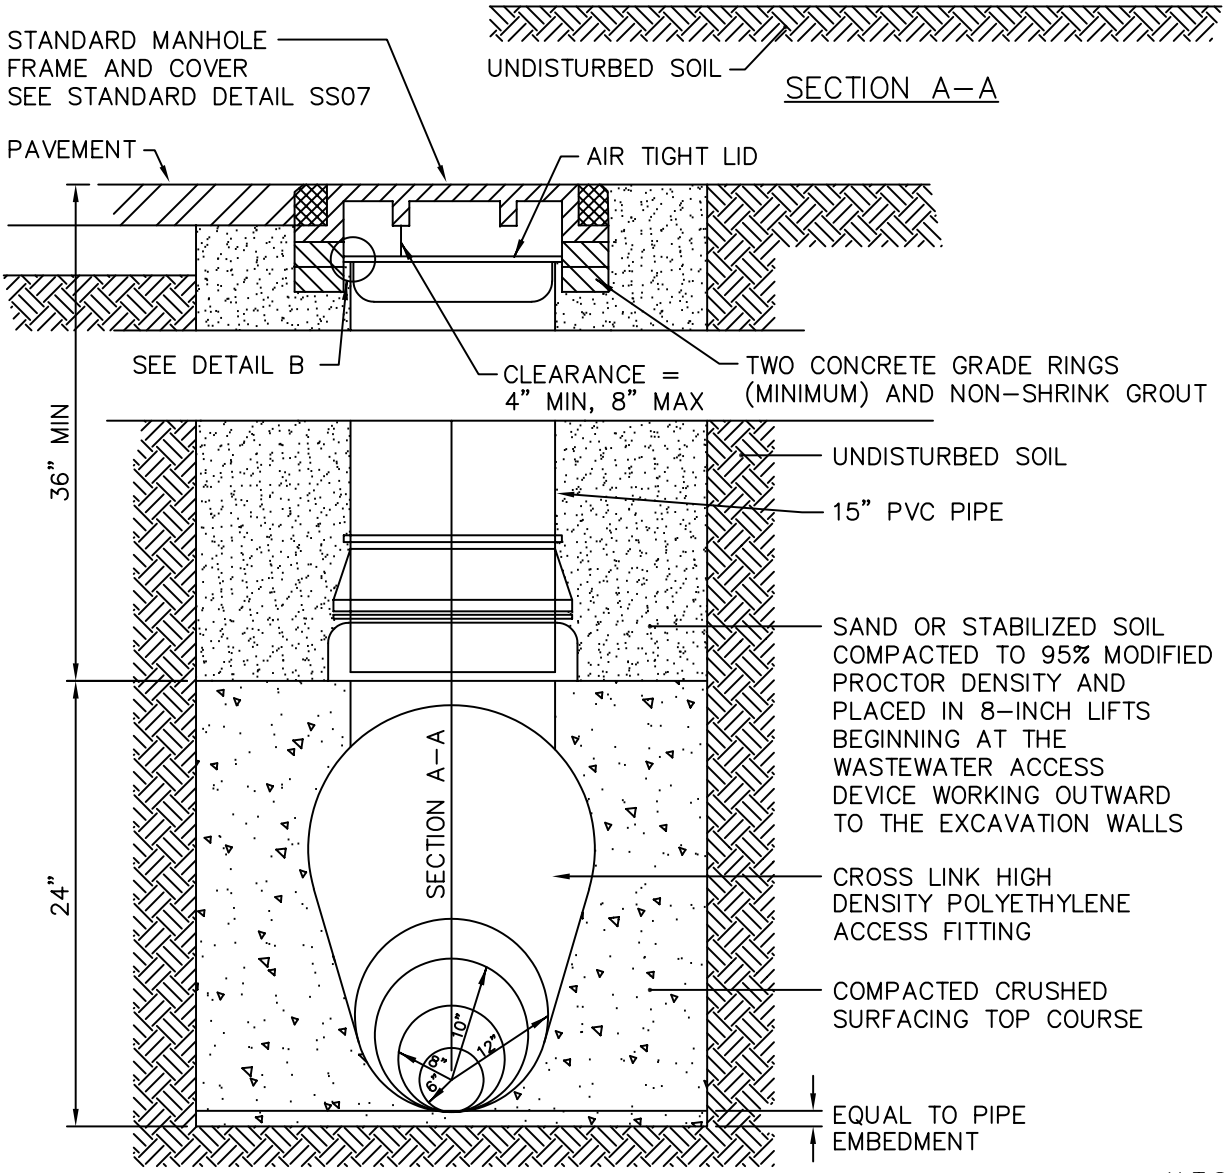 STANDARD MANHOLE
FRAME AND COVER
SEE STANDARD DETAIL SS07
UNDISTURBED SOIL
SECTION A-A
PAVEMENT
AIR TIGHT LID
SEE DETAIL B
CLEARANCE =
4" MIN, 8" MAX
TWO CONCRETE GRADE RINGS
(MINIMUM) AND NON-SHRINK GROUT
36" MIN
UNDISTURBED SOIL
15" PVC PIPE
SAND OR STABILIZED SOIL
COMPACTED TO 95% MODIFIED
PROCTOR DENSITY AND
PLACED IN 8-INCH LIFTS
BEGINNING AT THE
WASTEWATER ACCESS
DEVICE WORKING OUTWARD
TO THE EXCAVATION WALLS
SECTION A-A
24"
CROSS LINK HIGH
DENSITY POLYETHYLENE
ACCESS FITTING
COMPACTED CRUSHED
SURFACING TOP COURSE
10"
12"
8"
6"
EQUAL TO PIPE
EMBEDMENT